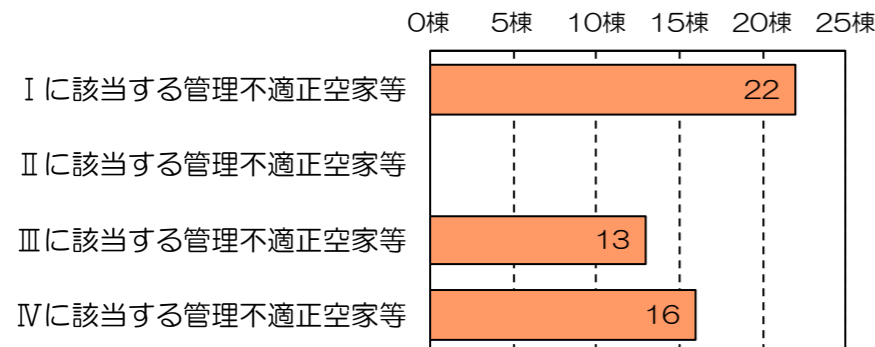 0棟 5棟 10棟 15棟 20棟 25棟
Ⅰに該当する管理不適正空家等 22
Ⅱに該当する管理不適正空家等
Ⅲに該当する管理不適正空家等 13
Ⅳに該当する管理不適正空家等 16